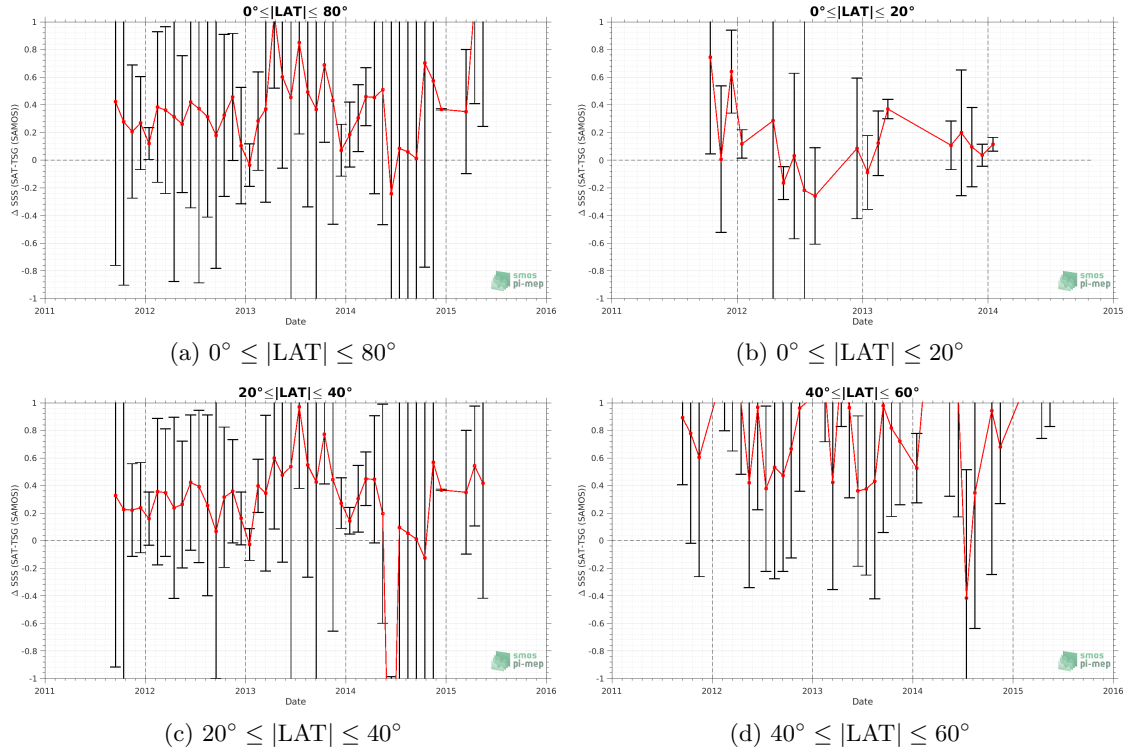 0°≤|LAT|≤ 80°
Δ SSS (SAT-TSG (SAMOS))
1
0.8
0.6
0.4
0.2
0
-0.2
-0.4
-0.6
-0.8
-1
2011
2012
2013
2014
2015
2016
Date
smos
pi-mep
(a) 0° ≤ |LAT| ≤ 80°
0°≤|LAT|≤ 20°
Δ SSS (SAT-TSG (SAMOS))
1
0.8
0.6
0.4
0.2
0
-0.2
-0.4
-0.6
-0.8
-1
2011
2012
2013
2014
2015
Date
smos
pi-mep
(b) 0° ≤ |LAT| ≤ 20°
20°≤|LAT|≤ 40°
Δ SSS (SAT-TSG (SAMOS))
1
0.8
0.6
0.4
0.2
0
-0.2
-0.4
-0.6
-0.8
-1
2011
2012
2013
2014
2015
2016
Date
smos
pi-mep
(c) 20° ≤ |LAT| ≤ 40°
40°≤|LAT|≤ 60°
Δ SSS (SAT-TSG (SAMOS))
1
0.8
0.6
0.4
0.2
0
-0.2
-0.4
-0.6
-0.8
-1
2011
2012
2013
2014
2015
2016
Date
smos
pi-mep
(d) 40° ≤ |LAT| ≤ 60°